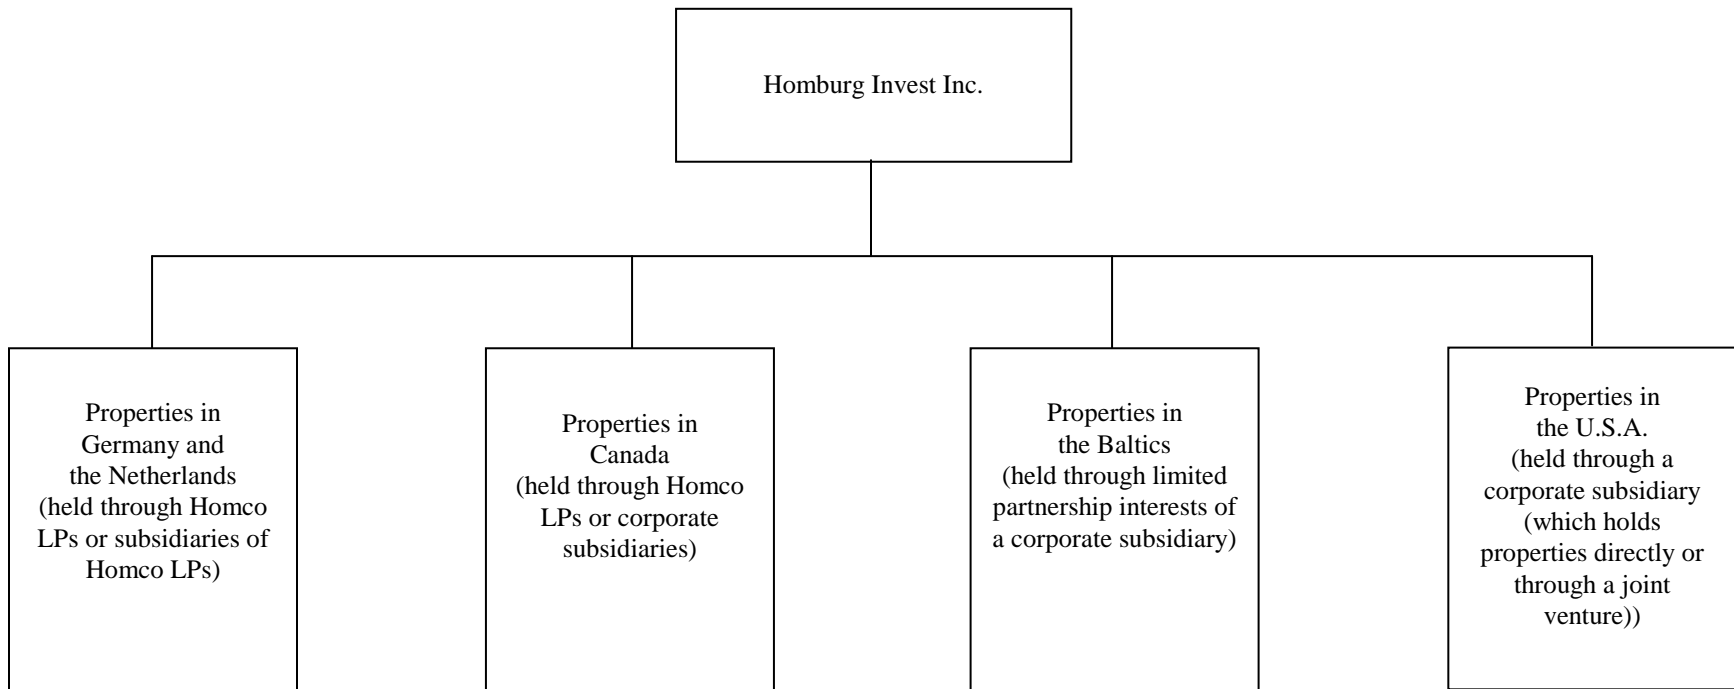 Homburg Invest Inc.
Properties in
Germany and
the Netherlands
(held through Homco
LPs or subsidiaries of
Homco LPs)
Properties in
Canada
(held through Homco
LPs or corporate
subsidiaries)
Properties in
the Baltics
(held through limited
partnership interests of
a corporate subsidiary)
Properties in
the U.S.A.
(held through a
corporate subsidiary
(which holds
properties directly or
through a joint
venture))